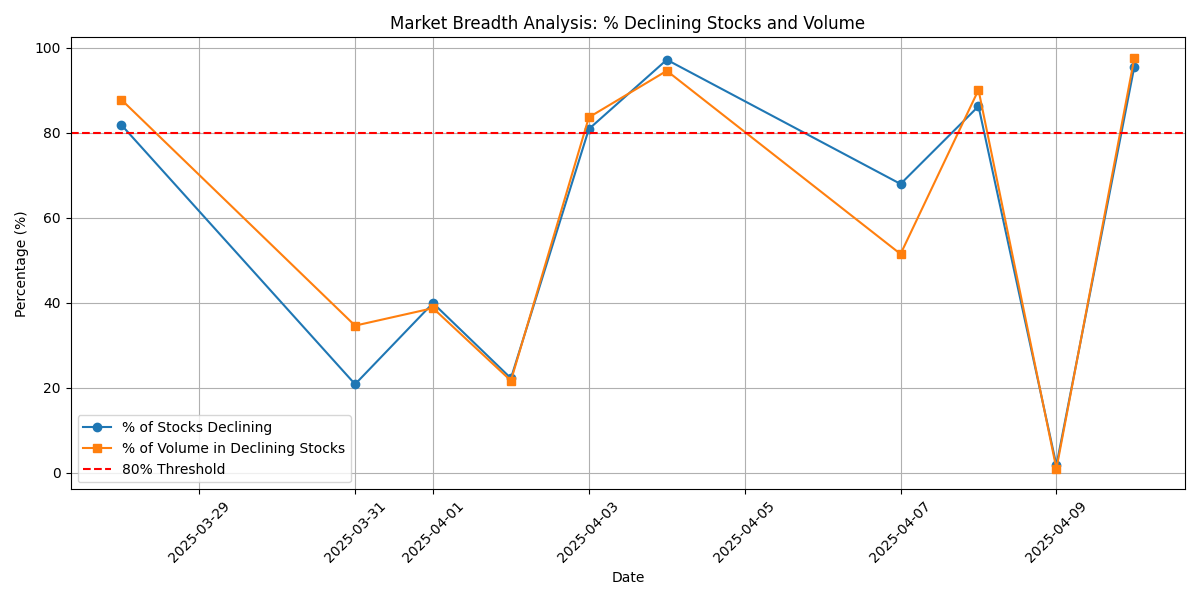 Market Breadth Analysis: % Declining Stocks and Volume
Percentage (%)
100
80
60
40
20
0
% of Stocks Declining
% of Volume in Declining Stocks
80% Threshold
2025-03-29
2025-03-31
2025-04-01
2025-04-03
2025-04-05
2025-04-07
2025-04-09
Date